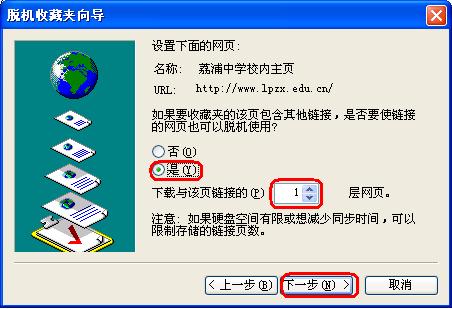 脱机收藏夹向导
设置下面的网页:
名称: 荔浦中学校内主页
URL: http://www.lpzx.edu.cn/
如果要收藏夹的该页包含其他链接，是否要使链接
的网页也可以脱机使用?
否(O)
是(Y)
下载与该页链接的(P) 1 层网页。
注意: 如果硬盘空间有限或想减少同步时间，可以
限制存储的链接页数。
< 上一步(B) 下一步(N) > 取消